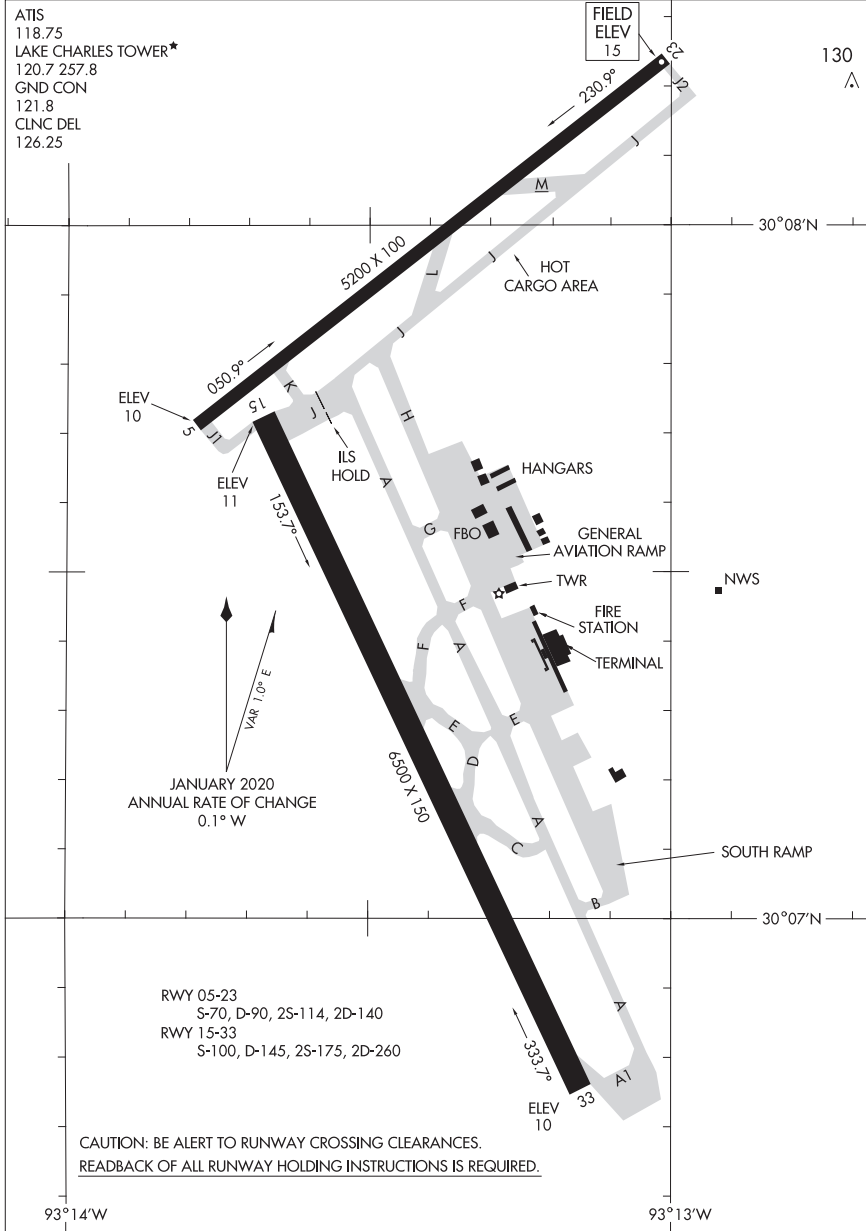 ATIS
118.75
LAKE CHARLES TOWER★
120.7 257.8
GND CON
121.8
CLNC DEL
126.25
FIELD
ELEV
15
130
23
J2
230.9°
J
M
30°08'N
5200 X 100
L
J
HOT
CARGO AREA
J
050.9°
K
ELEV
10
5
J1
15
J
H
ILS
HOLD
ELEV
11
A
HANGARS
153.7°
G
FBO
GENERAL
AVIATION RAMP
TWR
NWS
F
FIRE
STATION
F
A
TERMINAL
VAR 1.0° E
E
E
D
6500 X 150
JANUARY 2020
ANNUAL RATE OF CHANGE
0.1° W
A
C
SOUTH RAMP
B
30°07'N
RWY 05-23
S-70, D-90, 2S-114, 2D-140
RWY 15-33
S-100, D-145, 2S-175, 2D-260
A
333.7°
A1
33
ELEV
10
CAUTION: BE ALERT TO RUNWAY CROSSING CLEARANCES.
READBACK OF ALL RUNWAY HOLDING INSTRUCTIONS IS REQUIRED.
93°14'W
93°13'W